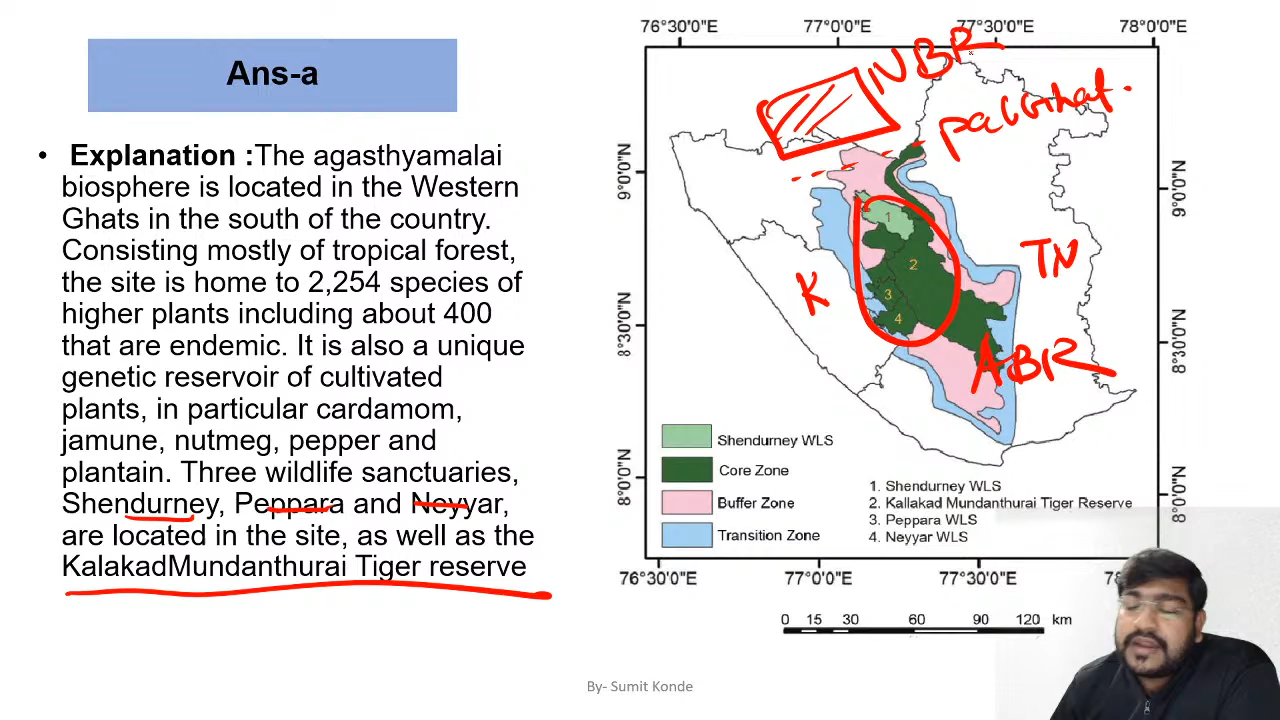 Ans-a
• Explanation :The agasthyamalai
biosphere is located in the Western
Ghats in the south of the country.
Consisting mostly of tropical forest,
the site is home to 2,254 species of
higher plants including about 400
that are endemic. It is also a unique
genetic reservoir of cultivated
plants, in particular cardamom,
jamune, nutmeg, pepper and
plantain. Three wildlife sanctuaries,
Shendurney, Peppara and Neyyar,
are located in the site, as well as the
KalakadMundanthurai Tiger reserve
76°30'0"E 77°0'0"E 77°30'0"E 78°0'0"E
NBR
palGhat.
9°0'0"N 9°0'0"N
1
2
3
4
K
TN
ABR
8°30'0"N 8°30'0"N
8°0'0"N 8°0'0"N
Shendurney WLS
Core Zone
Buffer Zone
Transition Zone
1. Shendurney WLS
2. Kallakad Mundanthurai Tiger Reserve
3. Peppara WLS
4. Neyyar WLS
76°30'0"E 77°0'0"E 77°30'0"E
0 15 30 60 90 120 km
By- Sumit Konde